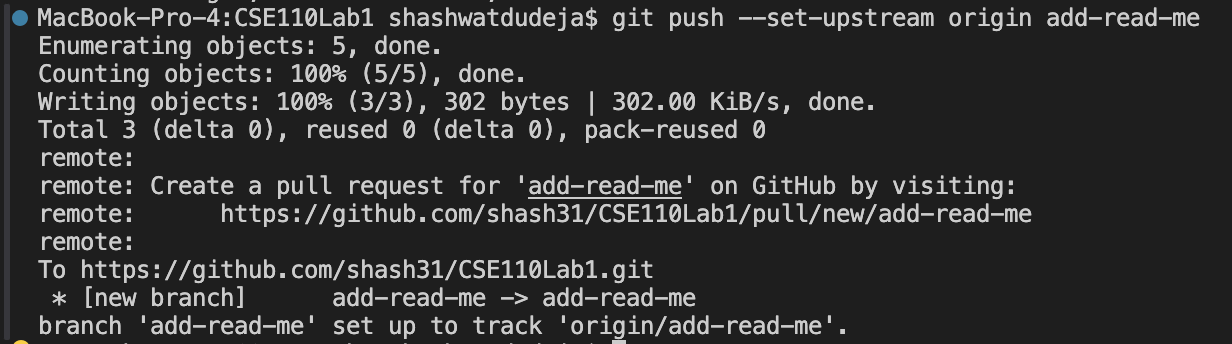 MacBook-Pro-4:CSE110Lab1 shashwatdudeja$ git push --set-upstream origin add-read-me
Enumerating objects: 5, done.
Counting objects: 100% (5/5), done.
Writing objects: 100% (3/3), 302 bytes | 302.00 KiB/s, done.
Total 3 (delta 0), reused 0 (delta 0), pack-reused 0
remote:
remote: Create a pull request for 'add-read-me' on GitHub by visiting:
remote:      https://github.com/shash31/CSE110Lab1/pull/new/add-read-me
remote:
To https://github.com/shash31/CSE110Lab1.git
 * [new branch]      add-read-me -> add-read-me
branch 'add-read-me' set up to track 'origin/add-read-me'.